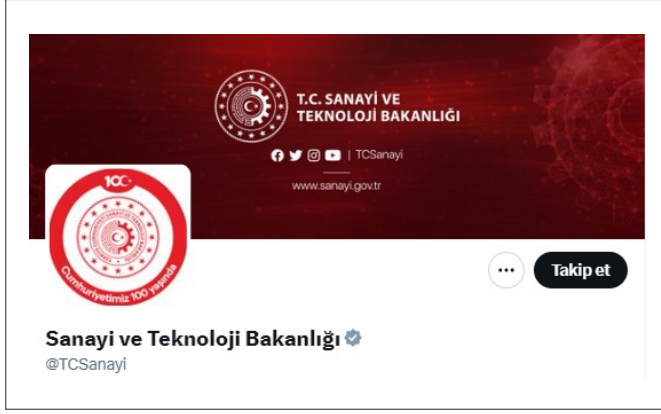 T.C. SANAYİ VE
TEKNOLOJİ BAKANLIĞI
| TCSanayi
www.sanayi.gov.tr
100.
Cumhuriyetimiz 100 yaşında
Takip et
Sanayi ve Teknoloji Bakanlığı
@TCSanayi